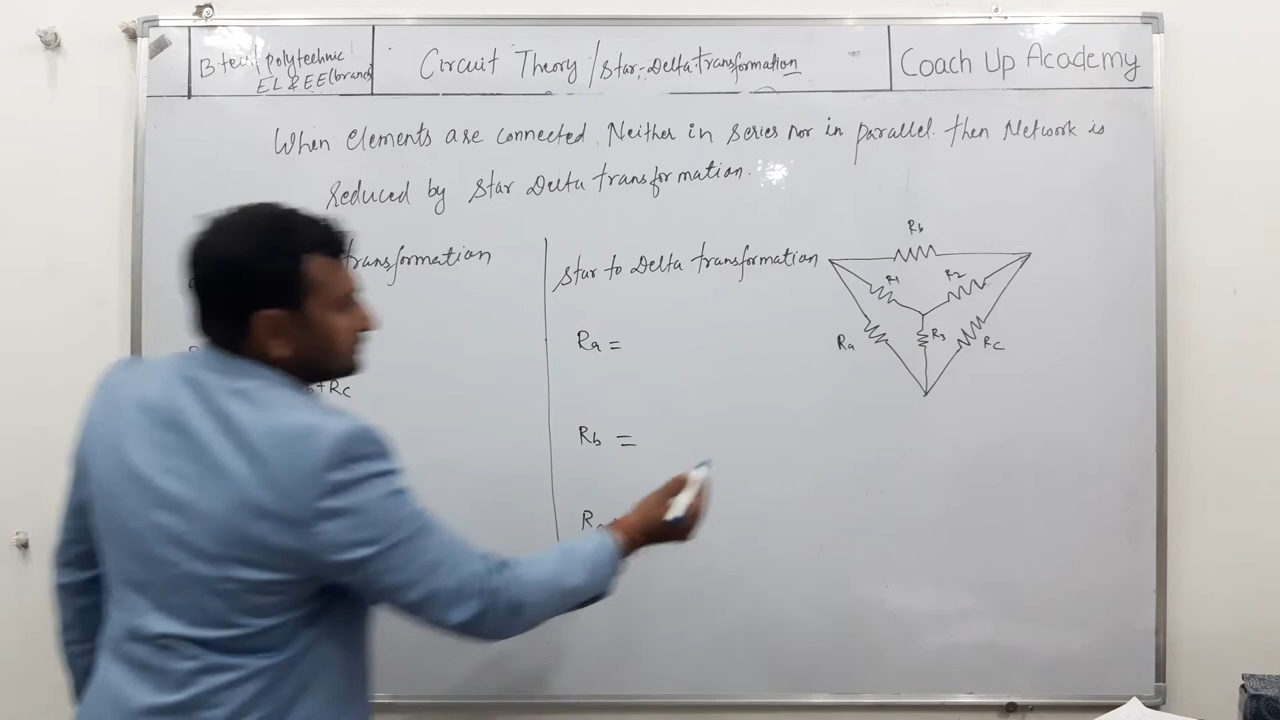 B.tech/polytechnic
EL & EE(branch)
Circuit Theory / Star-Delta transformation
Coach Up Academy
When elements are connected Neither in series nor in parallel. then Network is
reduced by star Delta transformation.
transformation
+Rc
star to Delta transformation
Ra =
Rb =
Rb
R1
R2
R3
Ra
Rc